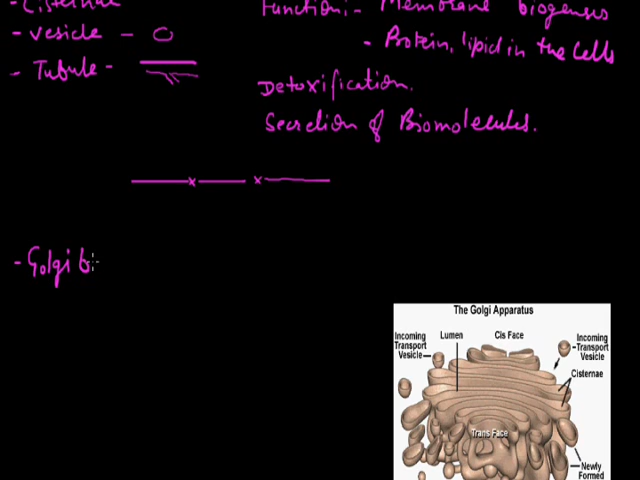 - Cisternae
- vesicle -
- Tubule -
Function:- Membrane biogenesis
- Protein, lipid in the Cells
Detoxification.
Secretion of Biomolecules.
- Golgi b
The Golgi Apparatus
Incoming
Transport
Vesicle
Lumen
Cis Face
Incoming
Transport
Vesicle
Cisternae
Trans Face
Newly
Formed